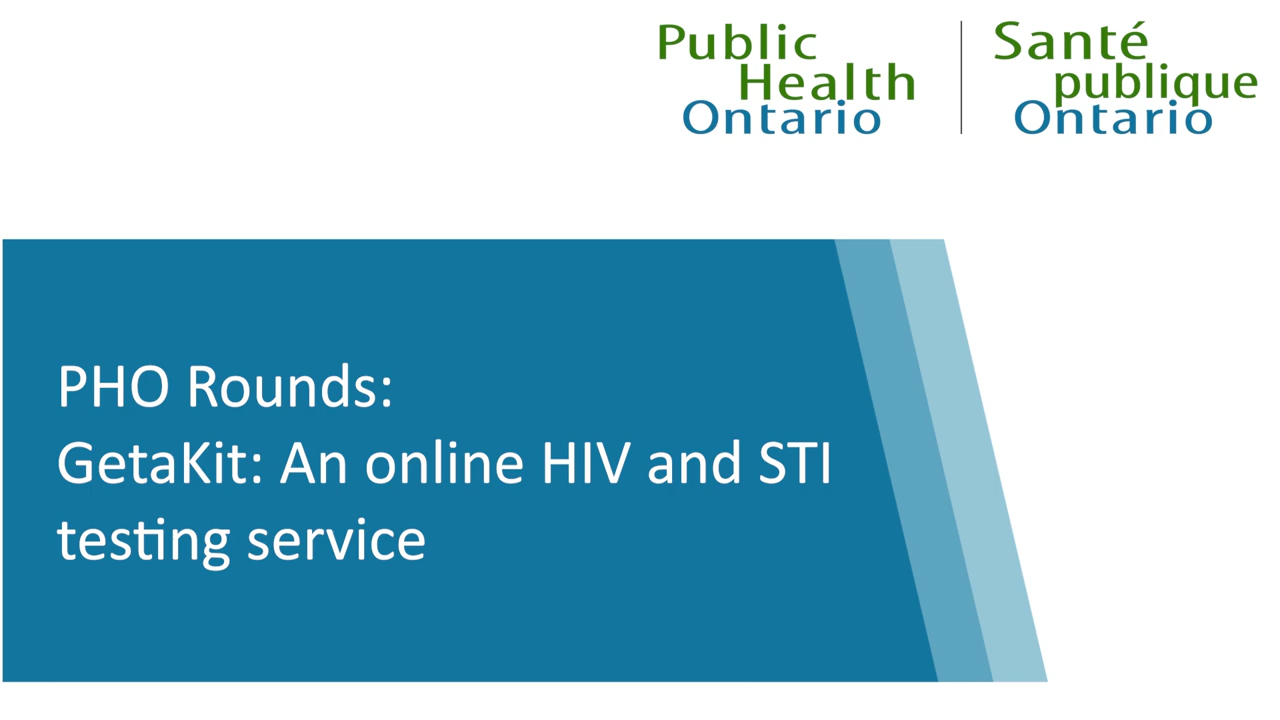 Public
Health
Ontario
Santé
publique
Ontario
PHO Rounds:
GetaKit: An online HIV and STI
testing service